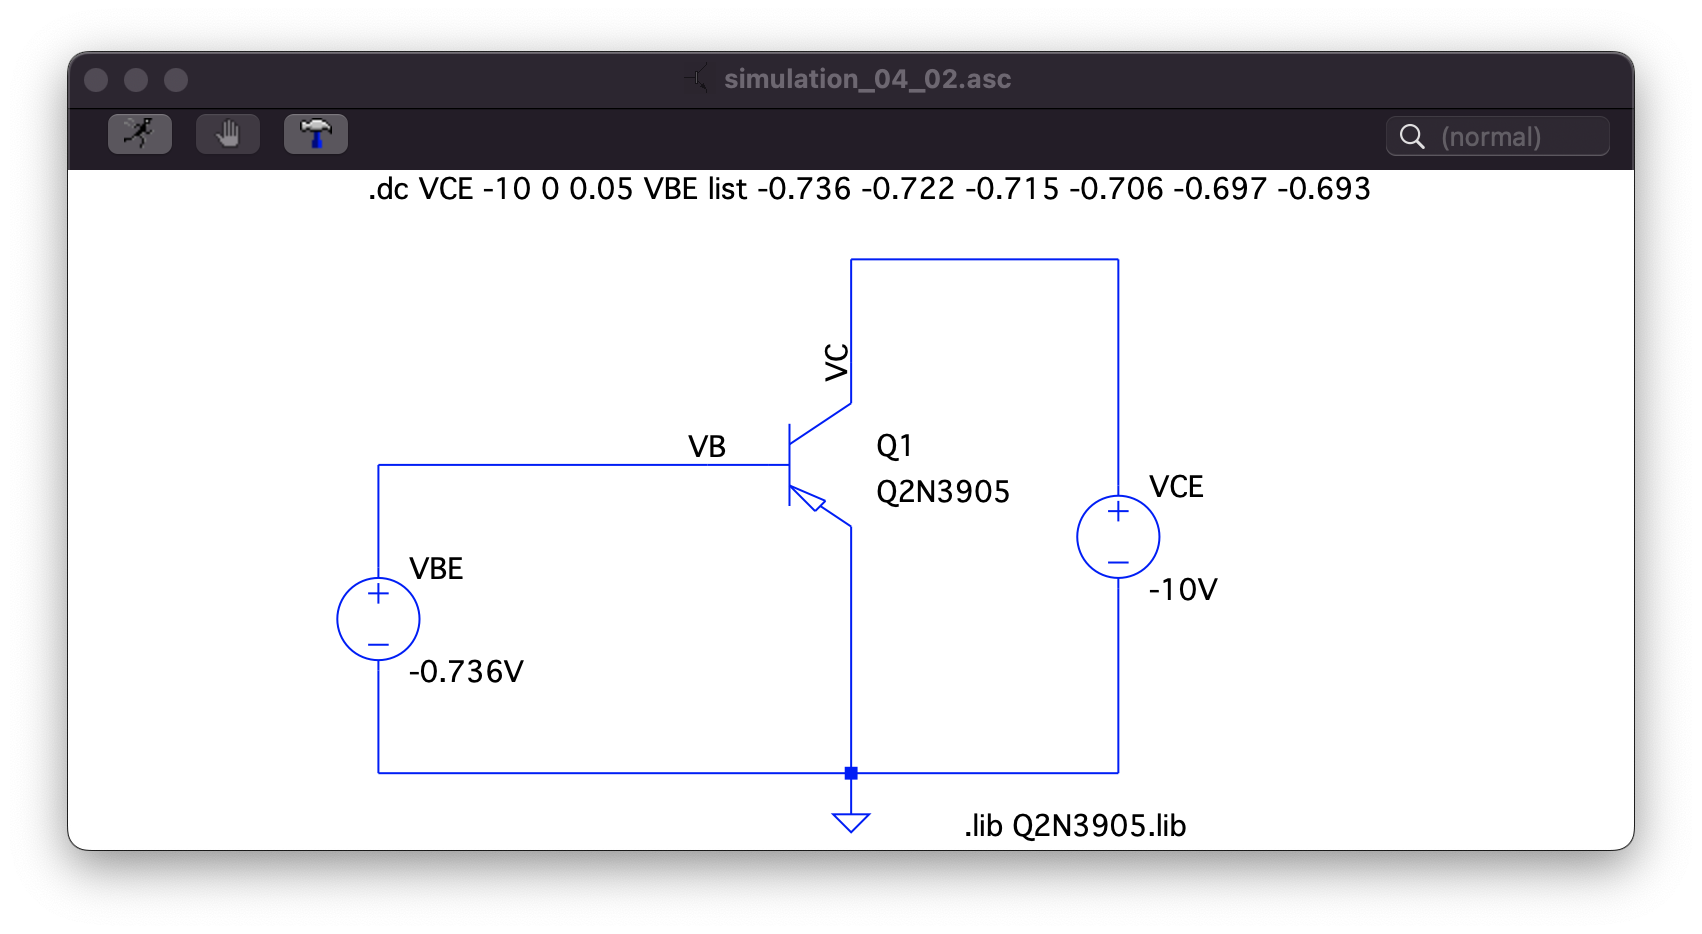 simulation_04_02.asc
(normal)
.dc VCE -10 0 0.05 VBE list -0.736 -0.722 -0.715 -0.706 -0.697 -0.693
VC
VB
Q1
Q2N3905
VCE
-10V
VBE
-0.736V
.lib Q2N3905.lib